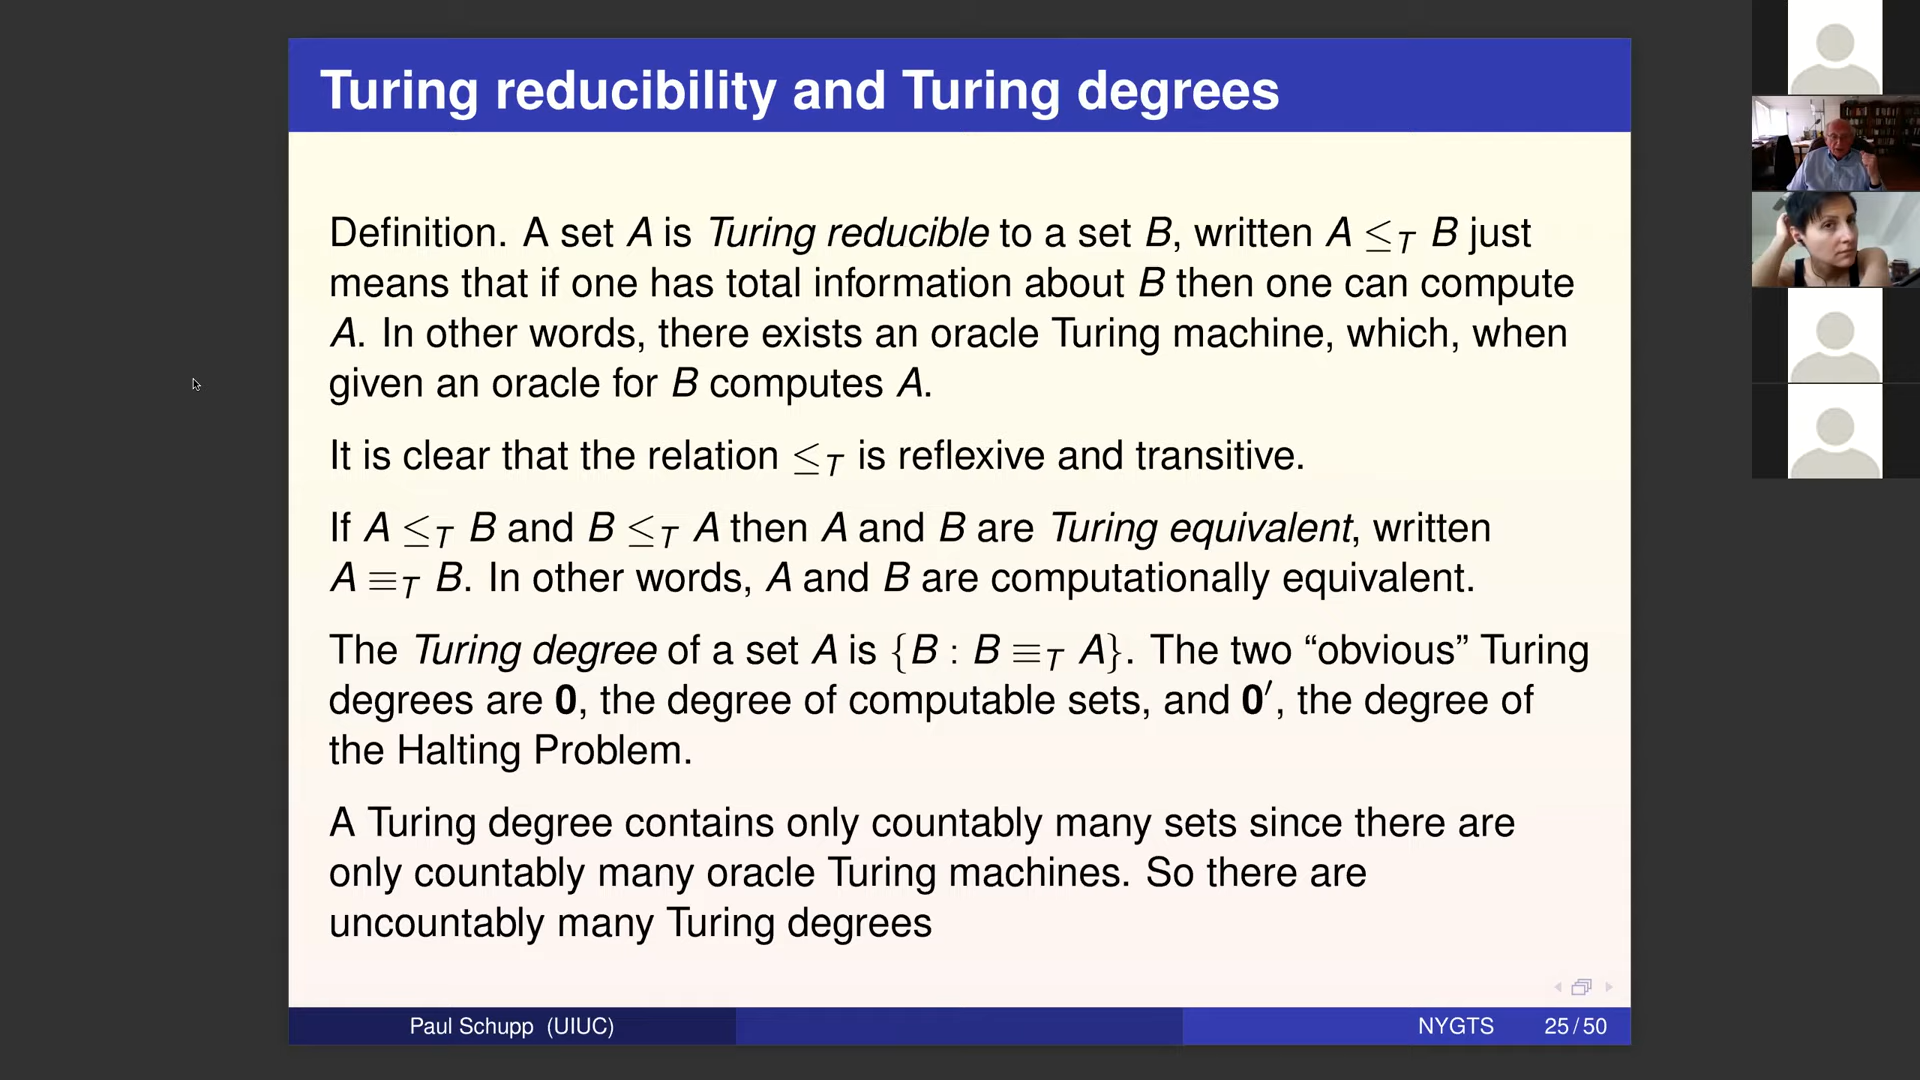 Turing reducibility and Turing degrees
Definition. A set A is Turing reducible to a set B, written A ≤_T B just
means that if one has total information about B then one can compute
A. In other words, there exists an oracle Turing machine, which, when
given an oracle for B computes A.
It is clear that the relation ≤_T is reflexive and transitive.
If A ≤_T B and B ≤_T A then A and B are Turing equivalent, written
A ≡_T B. In other words, A and B are computationally equivalent.
The Turing degree of a set A is {B : B ≡_T A}. The two “obvious” Turing
degrees are 0, the degree of computable sets, and 0′, the degree of
the Halting Problem.
A Turing degree contains only countably many sets since there are
only countably many oracle Turing machines. So there are
uncountably many Turing degrees
Paul Schupp (UIUC) NYGTS 25 / 50